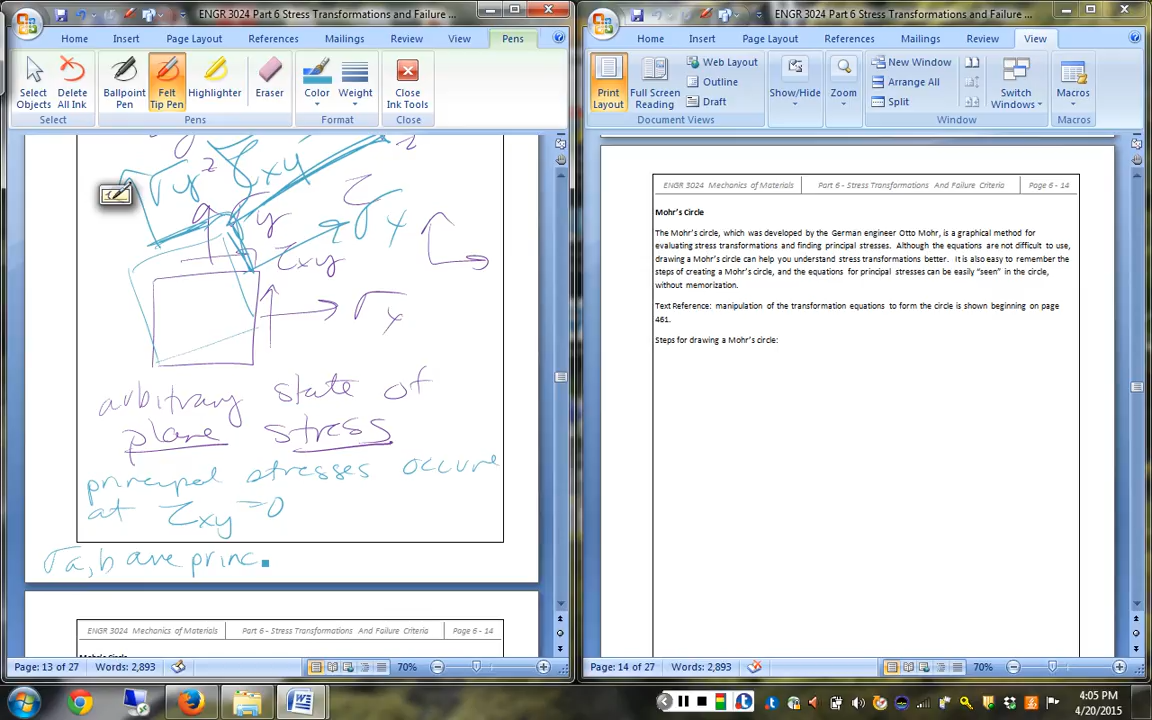 ENGR 3024 Part 6 Stress Transformations and Failure ...
Home Insert Page Layout References Mailings Review View Pens
Select Objects
Delete All Ink
Ballpoint Pen
Felt Tip Pen
Highlighter
Eraser
Color
Weight
Close Ink Tools
Select Pens Format Close
2 2
σy τxy
σy τ σx
τxy
σx
arbitrary state of
plane stress
principal stresses occure
at τxy = 0
σa,b are princ
ENGR 3024 Mechanics of Materials Part 6 – Stress Transformations And Failure Criteria Page 6 - 14
Mohr's Circle
Page: 13 of 27 Words: 2,893 70%
ENGR 3024 Part 6 Stress Transformations and Failure ...
Home Insert Page Layout References Mailings Review View
Print Layout
Full Screen Reading
Web Layout
Outline
Draft
Show/Hide
Zoom
New Window
Arrange All
Split
Switch Windows
Macros
Document Views Window Macros
ENGR 3024 Mechanics of Materials Part 6 – Stress Transformations And Failure Criteria Page 6 - 14
Mohr's Circle
The Mohr's circle, which was developed by the German engineer Otto Mohr, is a graphical method for
evaluating stress transformations and finding principal stresses. Although the equations are not difficult to use,
drawing a Mohr's circle can help you understand stress transformations better. It is also easy to remember the
steps of creating a Mohr's circle, and the equations for principal stresses can be easily "seen" in the circle,
without memorization.
Text Reference: manipulation of the transformation equations to form the circle is shown beginning on page
461.
Steps for drawing a Mohr's circle:
Page: 14 of 27 Words: 2,893 70%
4:05 PM
4/20/2015